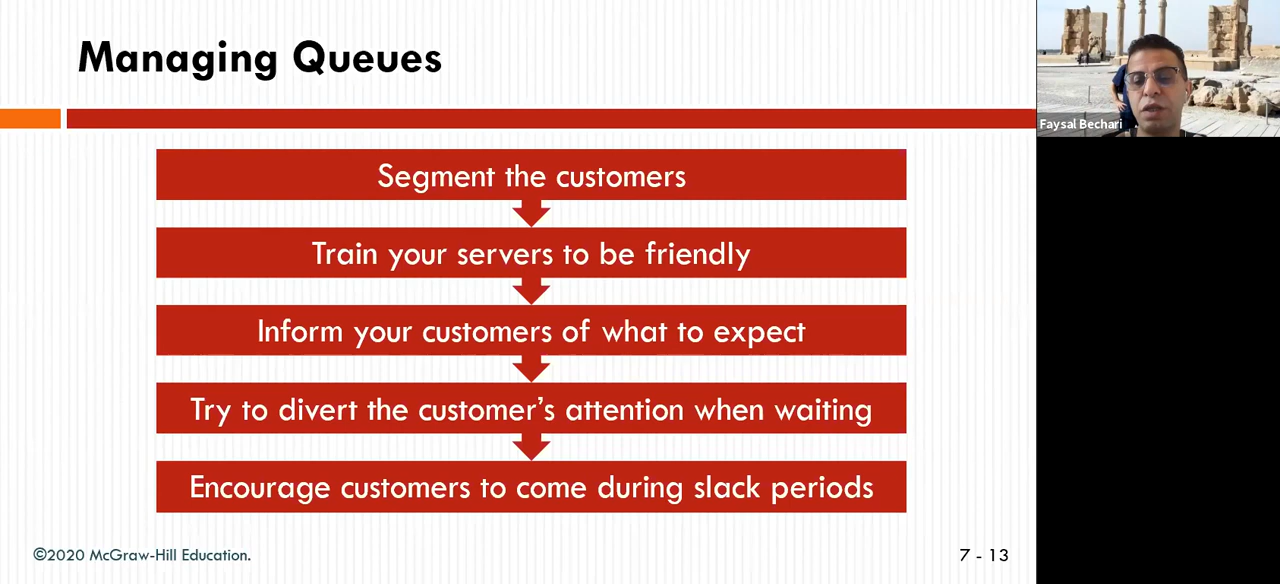 Managing Queues
Faysal Bechari
Segment the customers
Train your servers to be friendly
Inform your customers of what to expect
Try to divert the customer’s attention when waiting
Encourage customers to come during slack periods
©2020 McGraw-Hill Education.
7 - 13